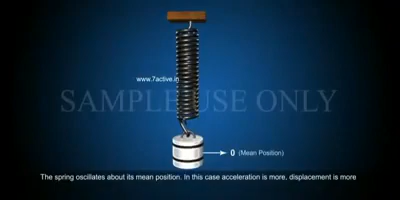 www.7active.in
SAMPLE USE ONLY
0 (Mean Position)
The spring oscillates about its mean position. In this case acceleration is more, displacement is more